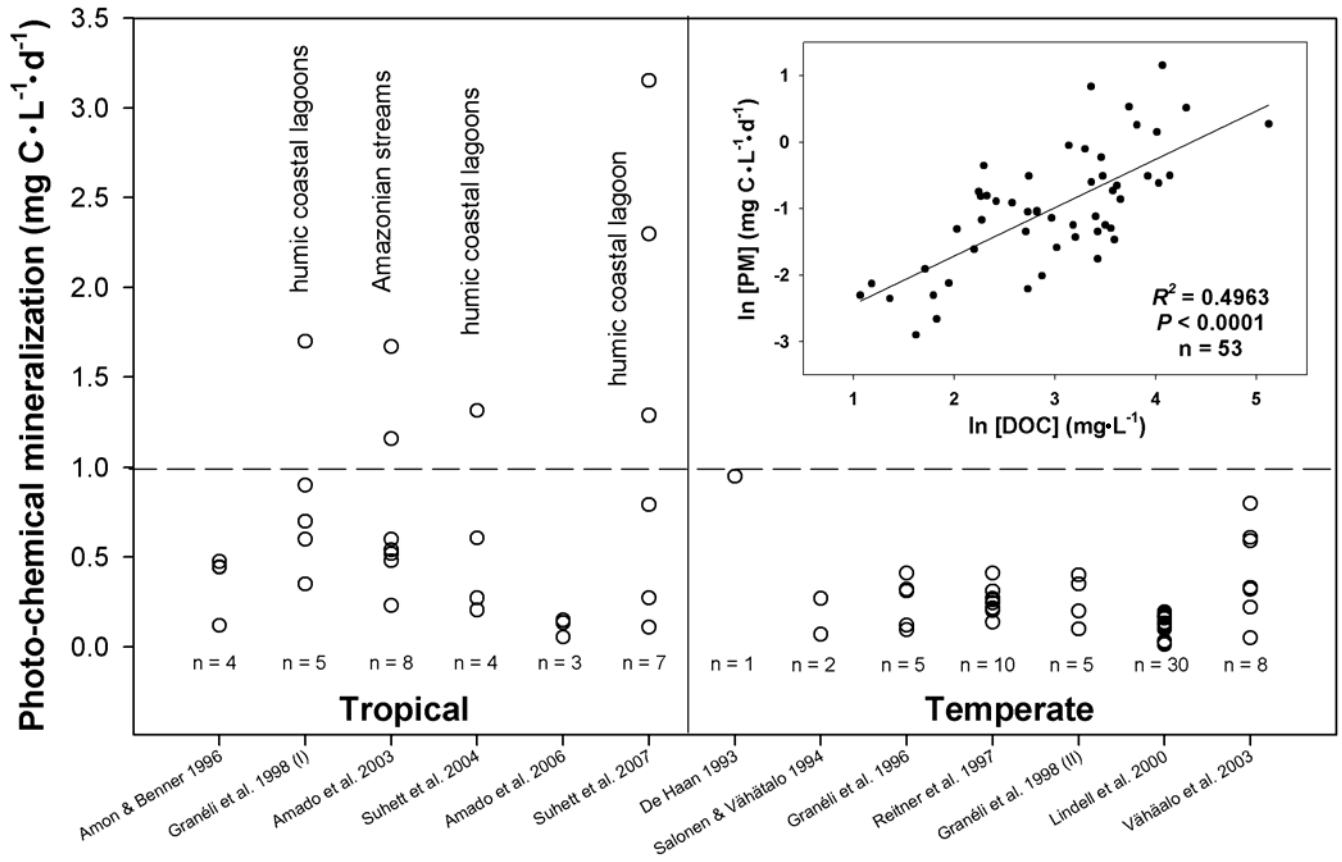 Photo-chemical mineralization (mg C·L⁻¹·d⁻¹)
3.5
3.0
2.5
2.0
1.5
1.0
0.5
0.0
humic coastal lagoons
Amazonian streams
humic coastal lagoons
humic coastal lagoon
n = 4
n = 5
n = 8
n = 4
n = 3
n = 7
Tropical
ln [PM] (mg C·L⁻¹·d⁻¹)
1
0
-1
-2
-3
R² = 0.4963
P < 0.0001
n = 53
1
2
3
4
5
ln [DOC] (mg·L⁻¹)
n = 1
n = 2
n = 5
n = 10
n = 5
n = 30
n = 8
Temperate
Amon & Benner 1996
Granéli et al. 1998 (I)
Amado et al. 2003
Suhett et al. 2004
Amado et al. 2006
Suhett et al. 2007
De Haan 1993
Salonen & Vähätalo 1994
Granéli et al. 1996
Reitner et al. 1997
Granéli et al. 1998 (II)
Lindell et al. 2000
Vähäalo et al. 2003